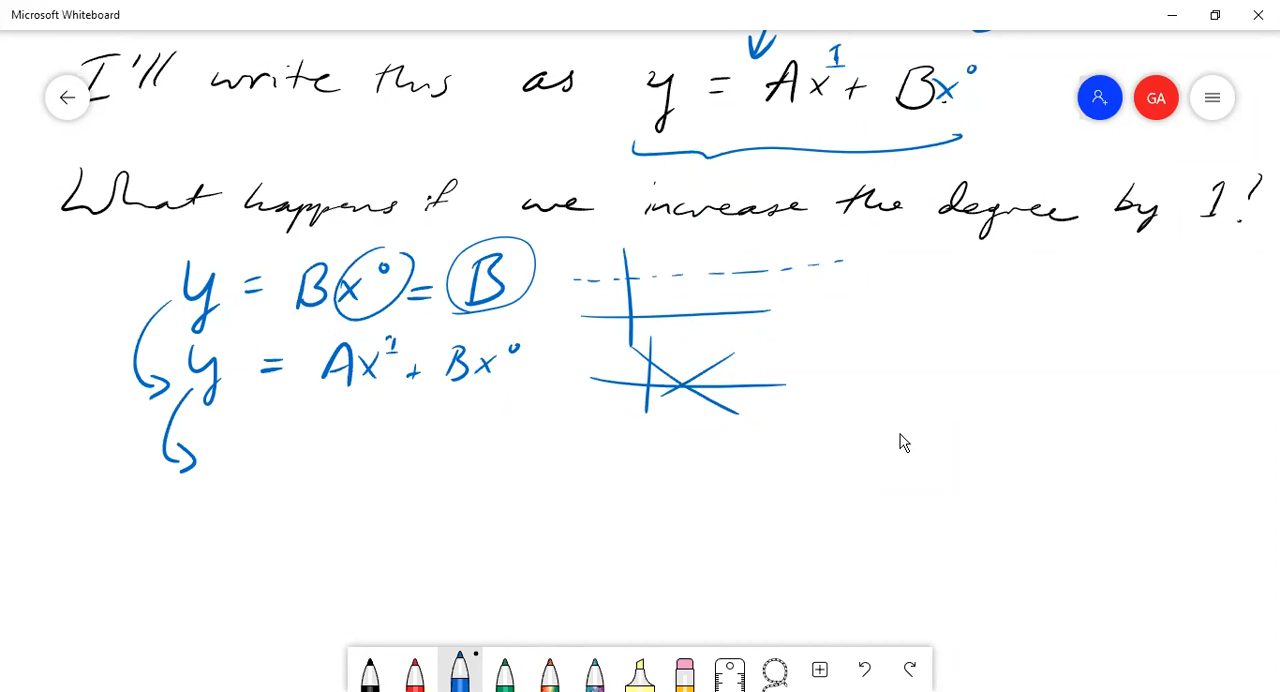 Microsoft Whiteboard
I'll write this as y = Ax¹ + Bx⁰
GA
What happens if we increase the degree by 1?
y = Bx⁰ = B
y = Ax¹ + Bx⁰